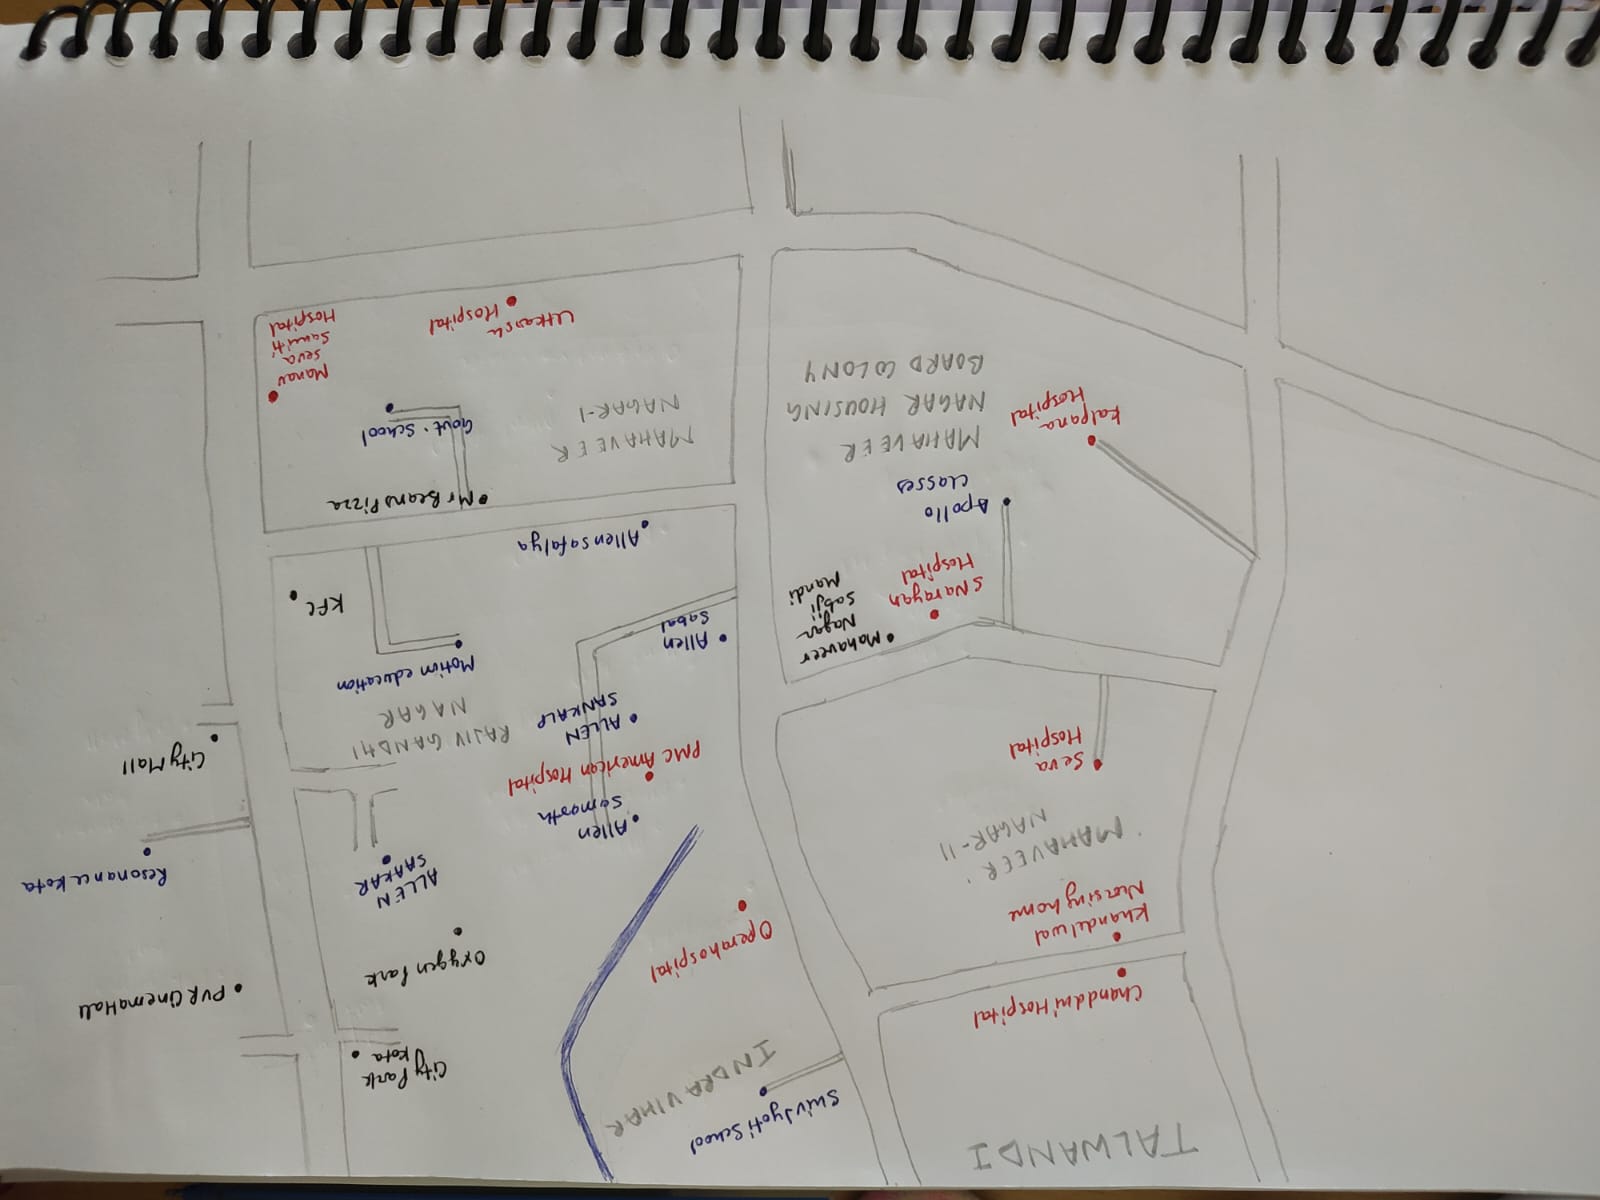 TALWANDI
Shiv Jyoti School
INDRA VIHAR
City Park
Kota
Chanddni Hospital
PVR Cinema Hall
Oxygen Park
Operahospital
Khandelwal
Nursing home
ALLEN
SAAKAR
Resonance Kota
MAHAVEER
NAGAR-II
Allen
Samarth
PMC American Hospital
Seva
Hospital
City Mall
ALLEN
SANKALP
RAJIV GANDHI
NAGAR
Motion education
Mahaveer
Nagar
Sabji
Mandi
Allen
Sabal
S Narayan
Hospital
KFC
Allen Safalya
Apollo
classes
Mr Beans Pizza
Kalpana
Hospital
MAHAVEER
NAGAR HOUSING
BOARD COLONY
MAHAVEER
NAGAR-I
Govt. School
Manav
Seva
Samiti
Hospital
Utkarsh
Hospital